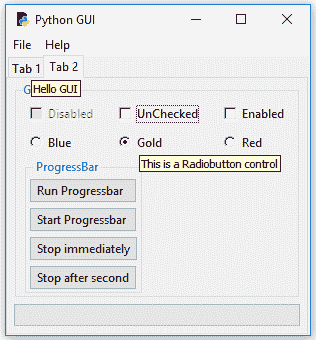 Python GUI
File Help
Tab 1 Tab 2
Hello GUI
Disabled UnChecked Enabled
Blue Gold Red
This is a Radiobutton control
ProgressBar
Run Progressbar
Start Progressbar
Stop immediately
Stop after second